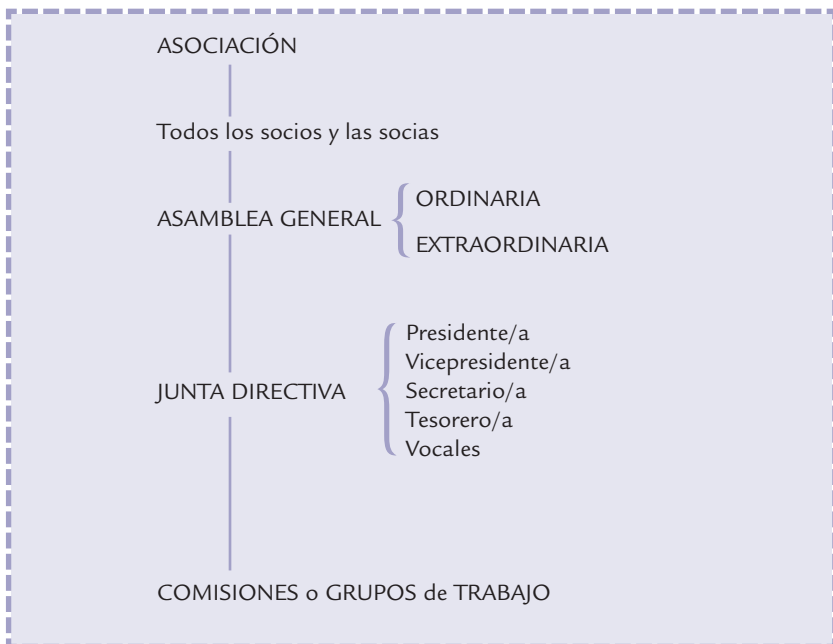 ASOCIACIÓN
Todos los socios y las socias
ASAMBLEA GENERAL
ORDINARIA
EXTRAORDINARIA
JUNTA DIRECTIVA
Presidente/a
Vicepresidente/a
Secretario/a
Tesorero/a
Vocales
COMISIONES o GRUPOS de TRABAJO